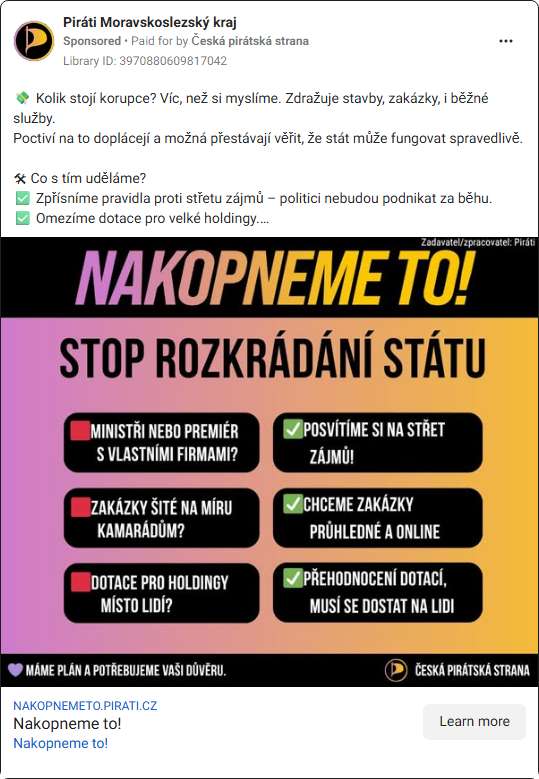 Piráti Moravskoslezský kraj
Sponsored • Paid for by Česká pirátská strana
Library ID: 3970880609817042
💸 Kolik stojí korupce? Víc, než si myslíme. Zdražuje stavby, zakázky, i běžné
služby.
Poctiví na to doplácejí a možná přestávají věřit, že stát může fungovat spravedlivě.
🛠 Co s tím uděláme?
✅ Zpřísníme pravidla proti střetu zájmů – politici nebudou podnikat za běhu.
✅ Omezíme dotace pro velké holdingy....
Zadavatel/zpracovatel: Piráti
NAKOPNEME TO!
STOP ROZKRÁDÁNÍ STÁTU
🟥MINISTŘI NEBO PREMIÉR
S VLASTNÍMI FIRMAMI?
✅POSVÍTÍME SI NA STŘET
ZÁJMŮ!
🟥ZAKÁZKY ŠITÉ NA MÍRU
KAMARÁDŮM?
✅CHCEME ZAKÁZKY
PRŮHLEDNÉ A ONLINE
🟥DOTACE PRO HOLDINGY
MÍSTO LIDÍ?
✅PŘEHODNOCENÍ DOTACÍ,
MUSÍ SE DOSTAT NA LIDI
💜 MÁME PLÁN A POTŘEBUJEME VAŠI DŮVĚRU.
ČESKÁ PIRÁTSKÁ STRANA
NAKOPNEMETO.PIRATI.CZ
Nakopneme to!
Nakopneme to!
Learn more